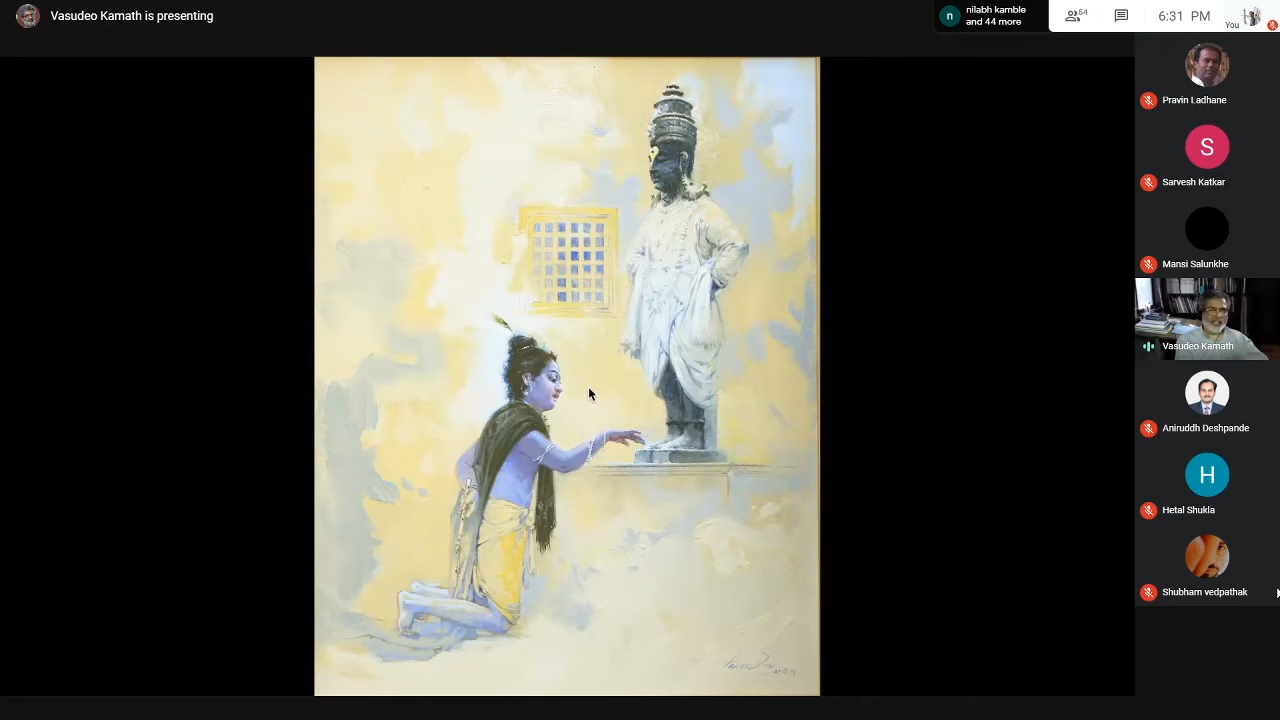 Vasudeo Kamath is presenting
n
nilabh kamble
and 44 more
54
6:31 PM
You
Pravin Ladhane
S
Sarvesh Katkar
Mansi Salunkhe
Vasudeo Kamath
Aniruddh Deshpande
H
Hetal Shukla
Shubham vedpathak